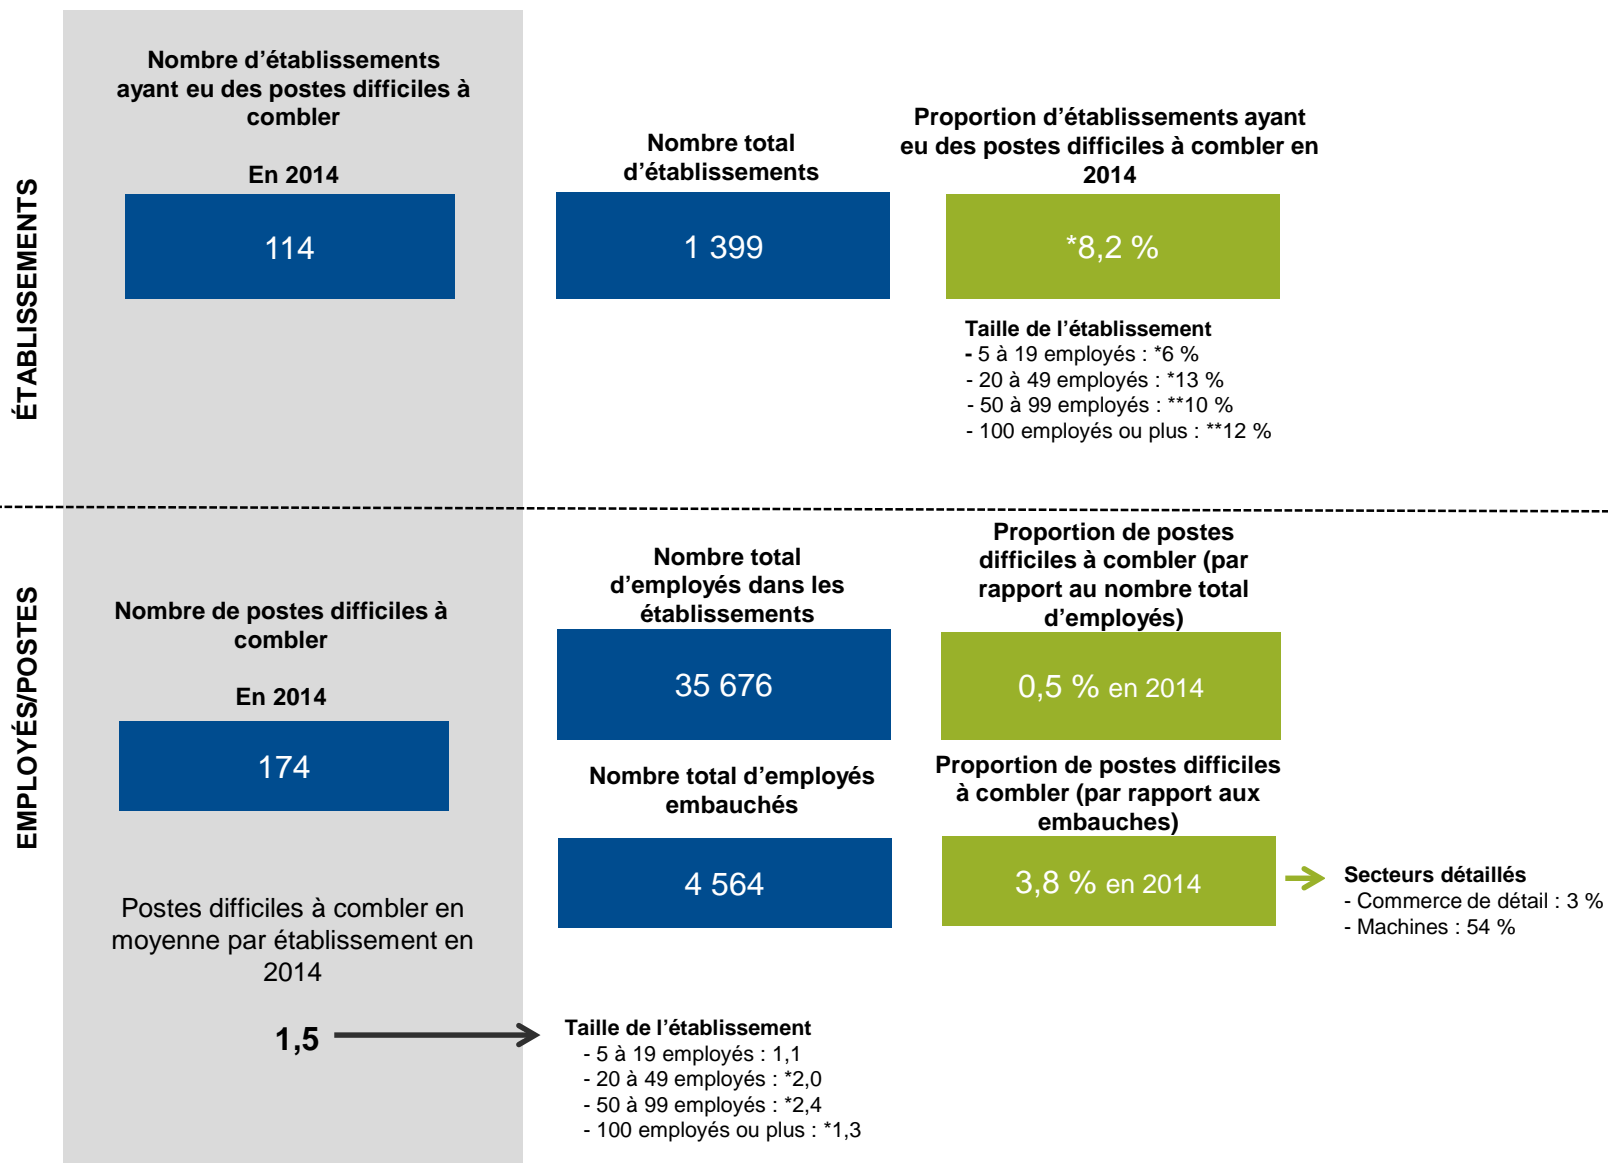 ÉTABLISSEMENTS
Nombre d’établissements
ayant eu des postes difficiles à
combler
En 2014
114
Nombre total
d’établissements
1 399
Proportion d’établissements ayant
eu des postes difficiles à combler en
2014
*8,2 %
Taille de l’établissement
- 5 à 19 employés : *6 %
- 20 à 49 employés : *13 %
- 50 à 99 employés : **10 %
- 100 employés ou plus : **12 %
EMPLOYÉS/POSTES
Nombre de postes difficiles à
combler
En 2014
174
Nombre total
d’employés dans les
établissements
35 676
Proportion de postes
difficiles à combler (par
rapport au nombre total
d’employés)
0,5 % en 2014
Nombre total d’employés
embauchés
4 564
Proportion de postes difficiles
à combler (par rapport aux
embauches)
3,8 % en 2014
Secteurs détaillés
- Commerce de détail : 3 %
- Machines : 54 %
Postes difficiles à combler en
moyenne par établissement en
2014
1,5
Taille de l’établissement
- 5 à 19 employés : 1,1
- 20 à 49 employés : *2,0
- 50 à 99 employés : *2,4
- 100 employés ou plus : *1,3